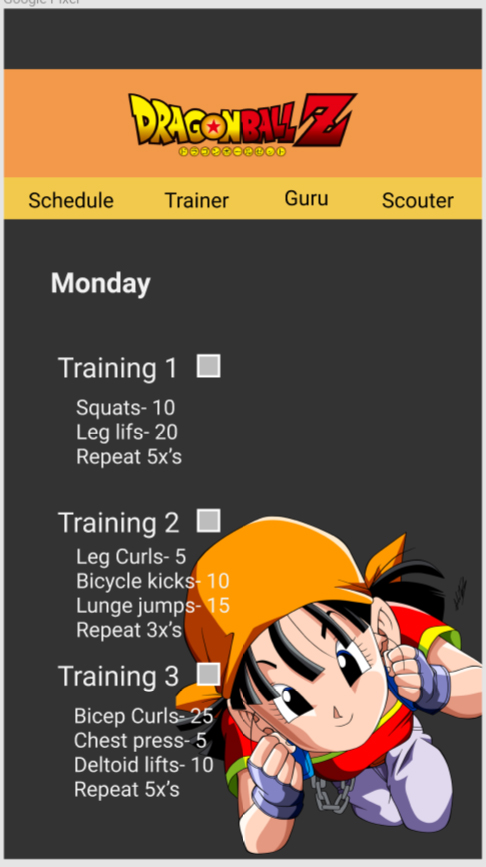 Google Pixel
DRAGONBALL Z
Schedule Trainer Guru Scouter
Monday
Training 1
Squats- 10
Leg lifs- 20
Repeat 5x's
Training 2
Leg Curls- 5
Bicycle kicks- 10
Lunge jumps- 15
Repeat 3x's
Training 3
Bicep Curls- 25
Chest press- 5
Deltoid lifts- 10
Repeat 5x's